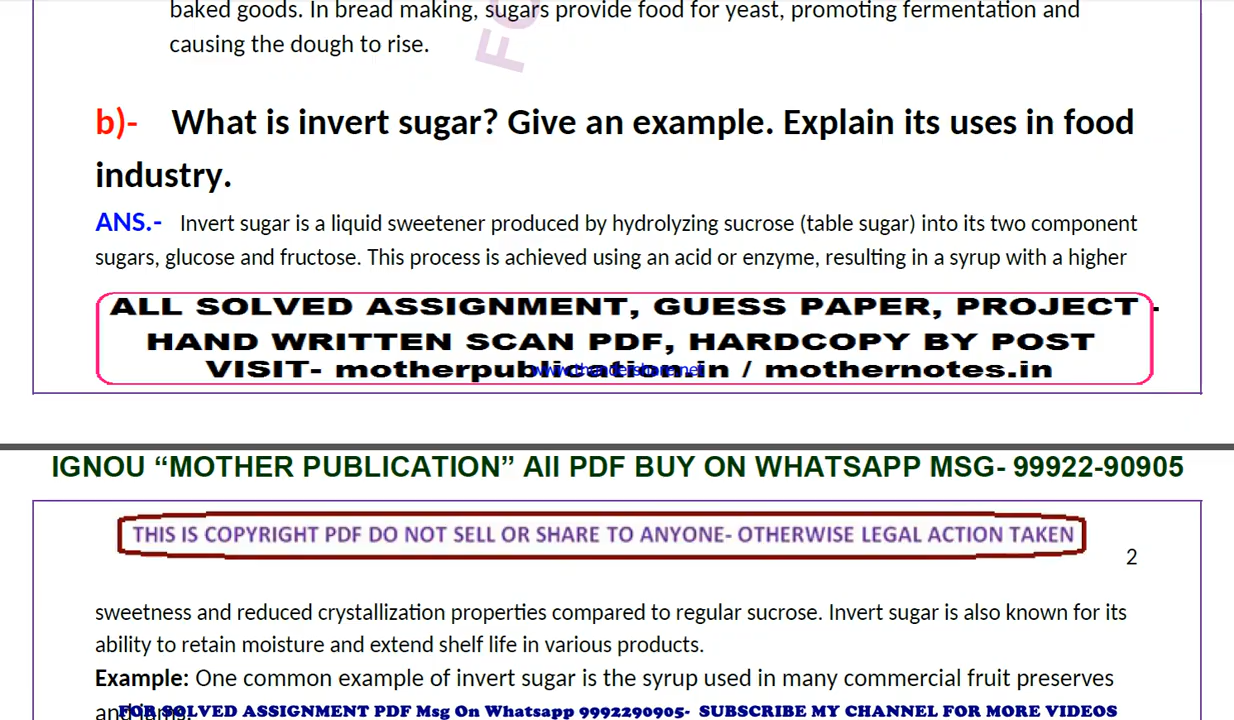 baked goods. In bread making, sugars provide food for yeast, promoting fermentation and
causing the dough to rise.
b)- What is invert sugar? Give an example. Explain its uses in food
industry.
ANS.- Invert sugar is a liquid sweetener produced by hydrolyzing sucrose (table sugar) into its two component
sugars, glucose and fructose. This process is achieved using an acid or enzyme, resulting in a syrup with a higher
ALL SOLVED ASSIGNMENT, GUESS PAPER, PROJECT -
HAND WRITTEN SCAN PDF, HARDCOPY BY POST
VISIT- motherpublication.in / mothernotes.in
IGNOU “MOTHER PUBLICATION” All PDF BUY ON WHATSAPP MSG- 99922-90905
THIS IS COPYRIGHT PDF DO NOT SELL OR SHARE TO ANYONE- OTHERWISE LEGAL ACTION TAKEN
2
sweetness and reduced crystallization properties compared to regular sucrose. Invert sugar is also known for its
ability to retain moisture and extend shelf life in various products.
Example: One common example of invert sugar is the syrup used in many commercial fruit preserves
and jams.
FOR SOLVED ASSIGNMENT PDF Msg On Whatsapp 9992290905- SUBSCRIBE MY CHANNEL FOR MORE VIDEOS